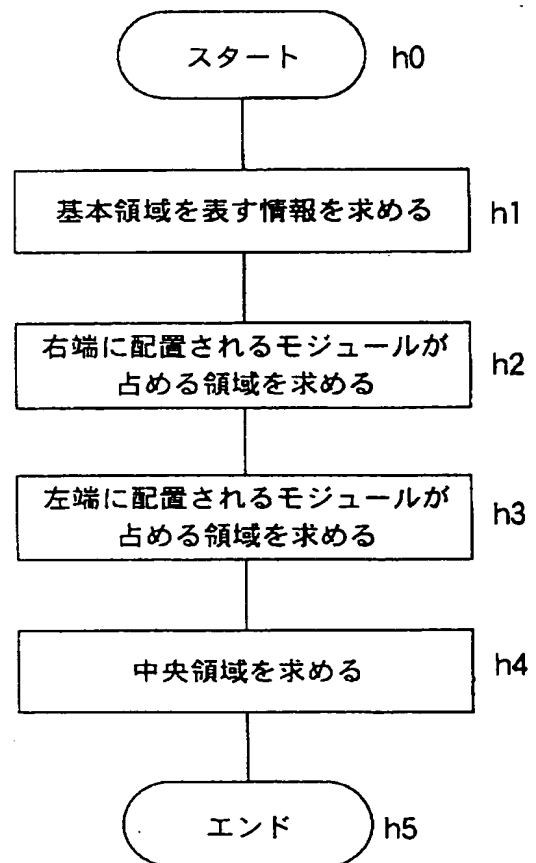 スタート h0
基本領域を表す情報を求める h1
右端に配置されるモジュールが
占める領域を求める h2
左端に配置されるモジュールが
占める領域を求める h3
中央領域を求める h4
エンド h5